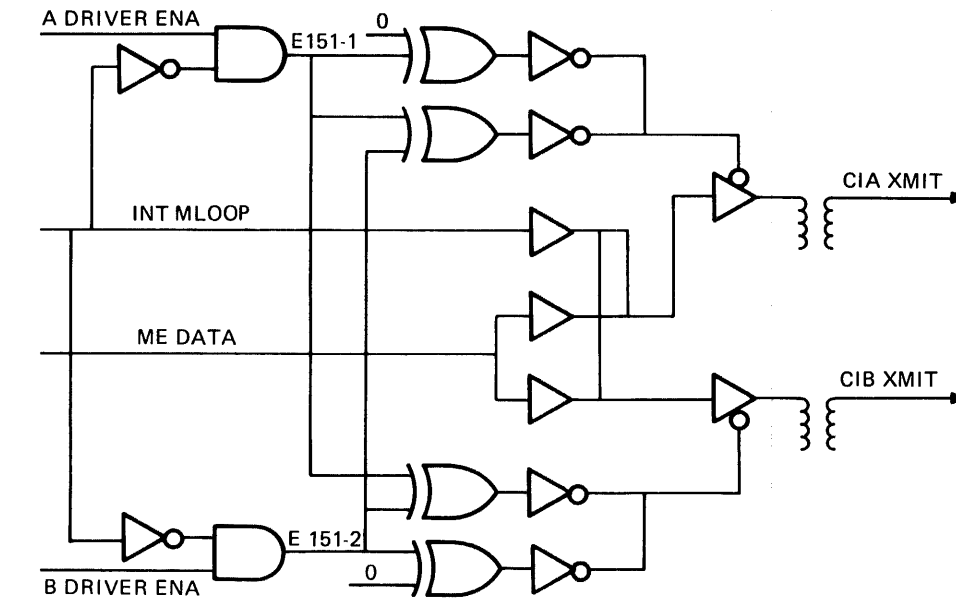 A DRIVER ENA
0
E151-1
CIA XMIT
INT MLOOP
ME DATA
CIB XMIT
E 151-2
0
B DRIVER ENA